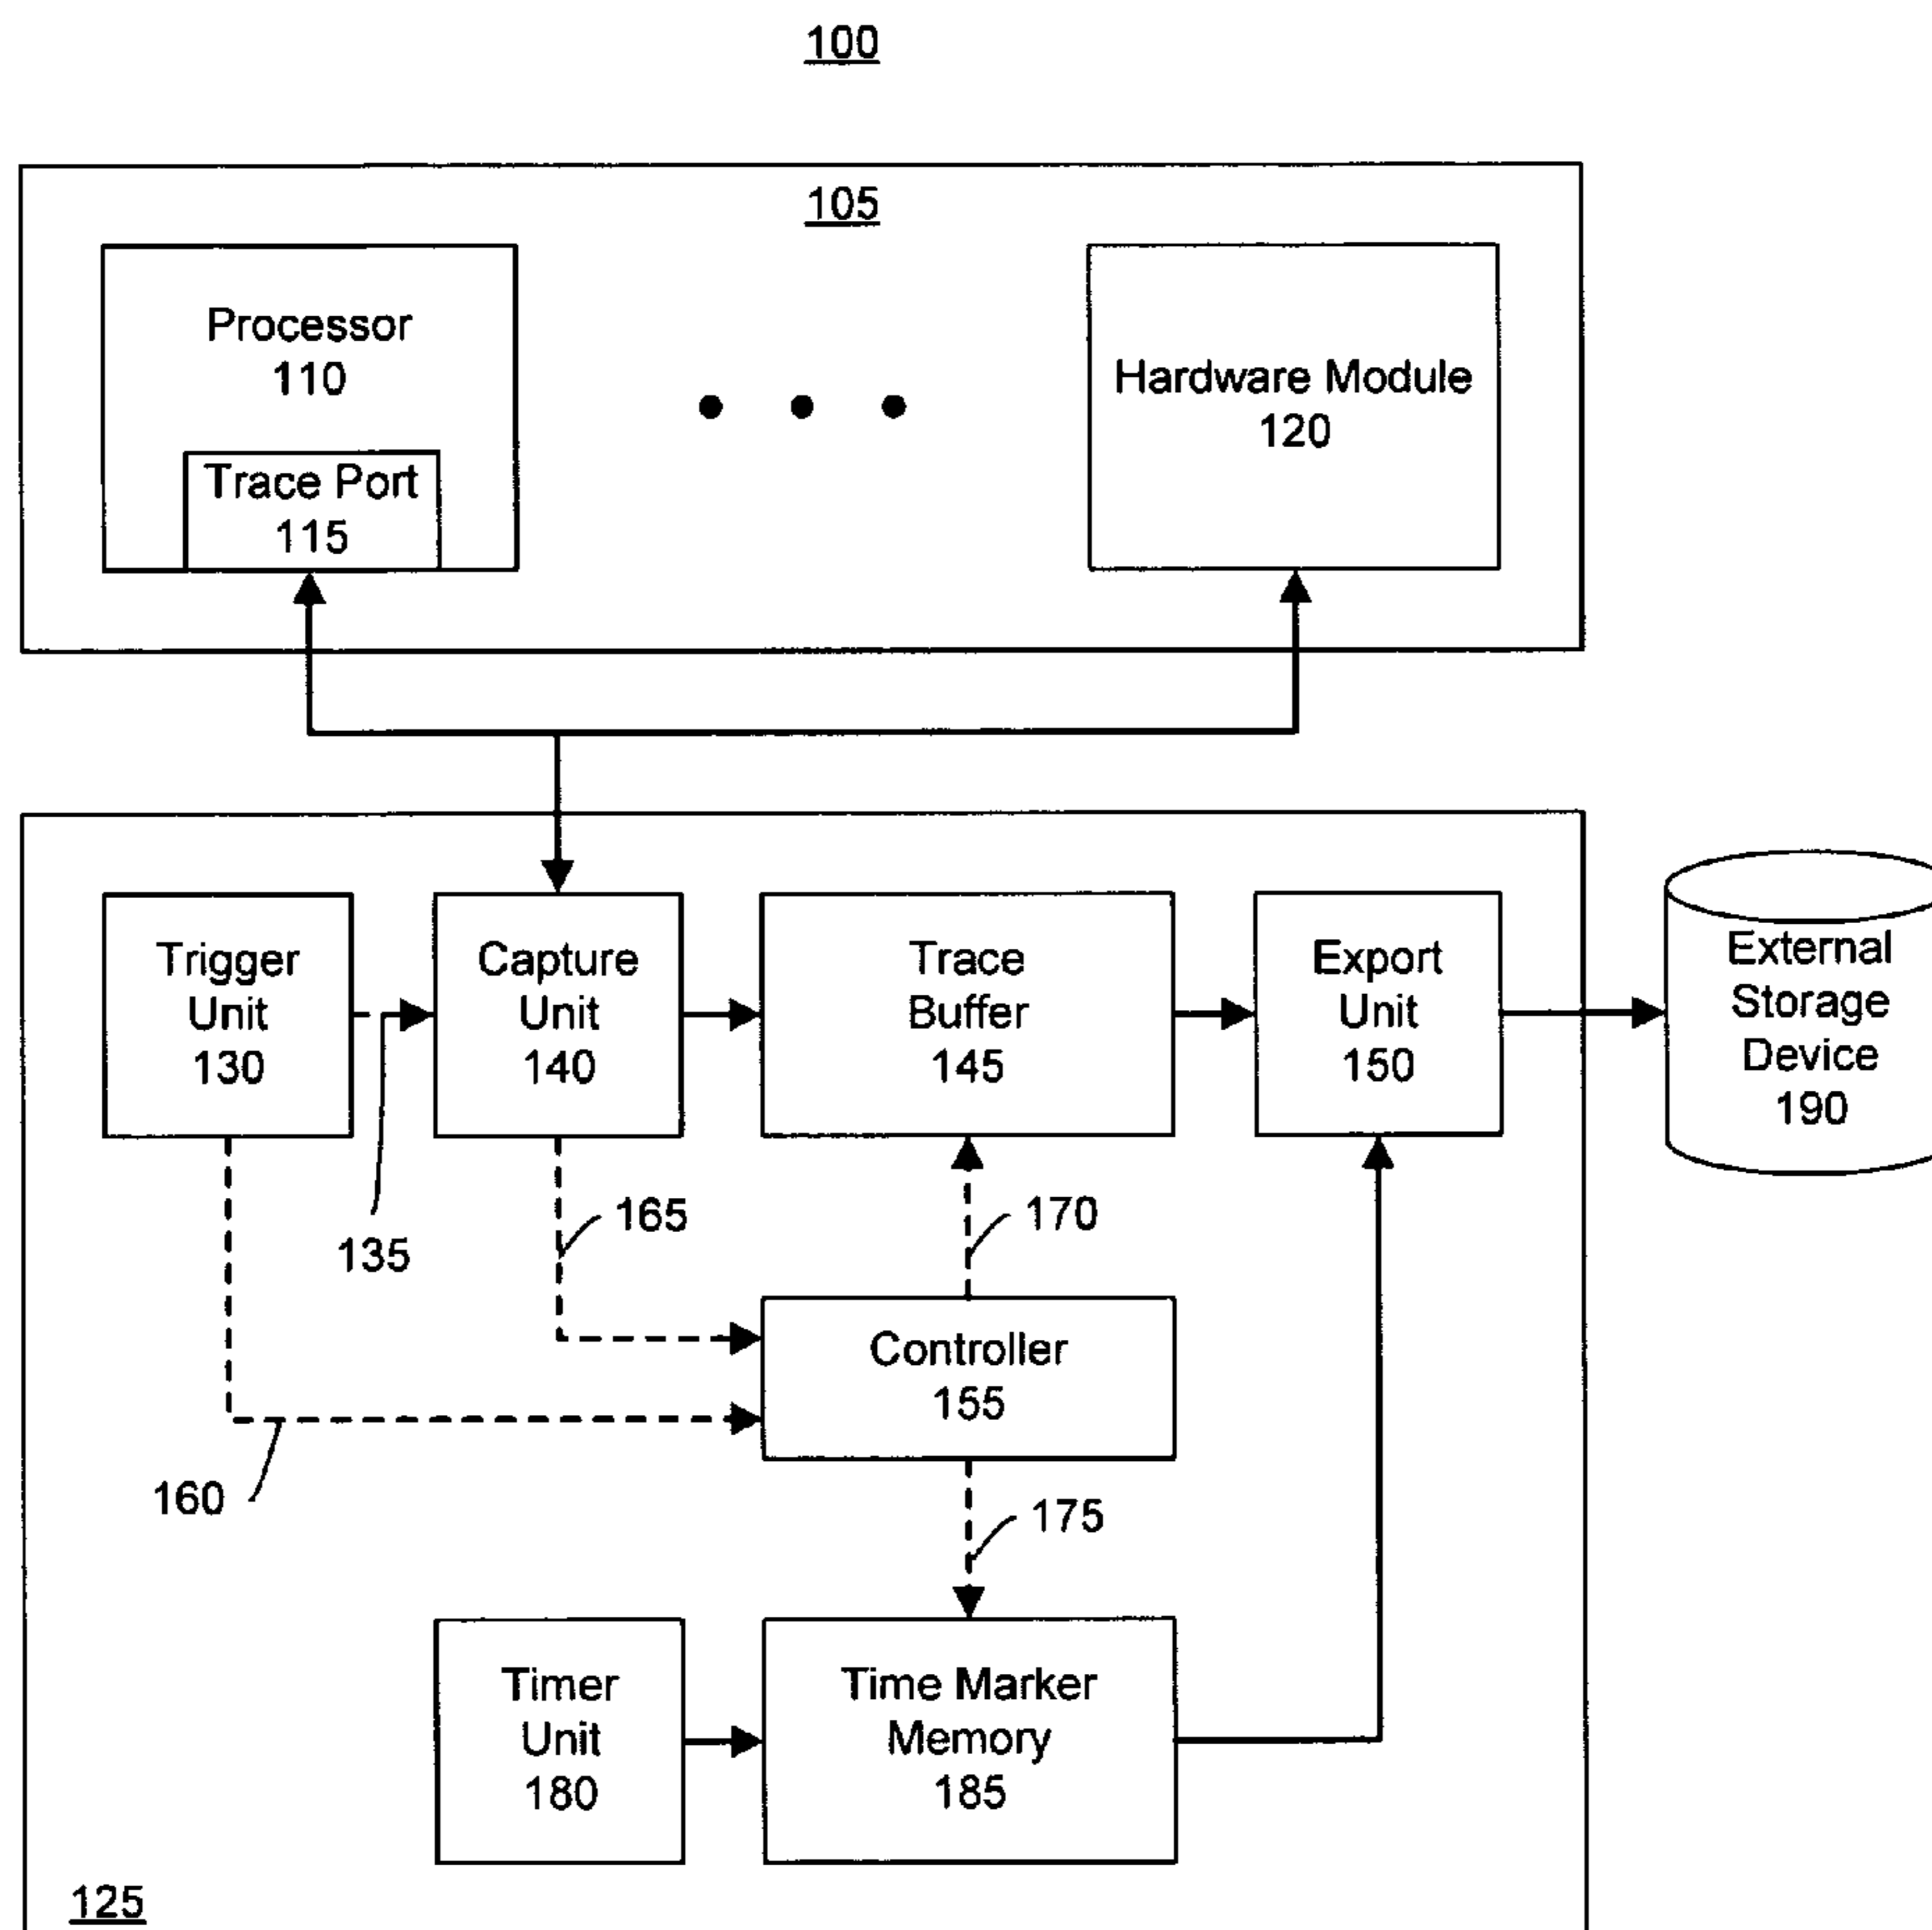 100
105
Processor
110
Trace Port
115
Hardware Module
120
Trigger
Unit
130
Capture
Unit
140
Trace
Buffer
145
Export
Unit
150
External
Storage
Device
190
135
165
170
Controller
155
160
175
Timer
Unit
180
Time Marker
Memory
185
125